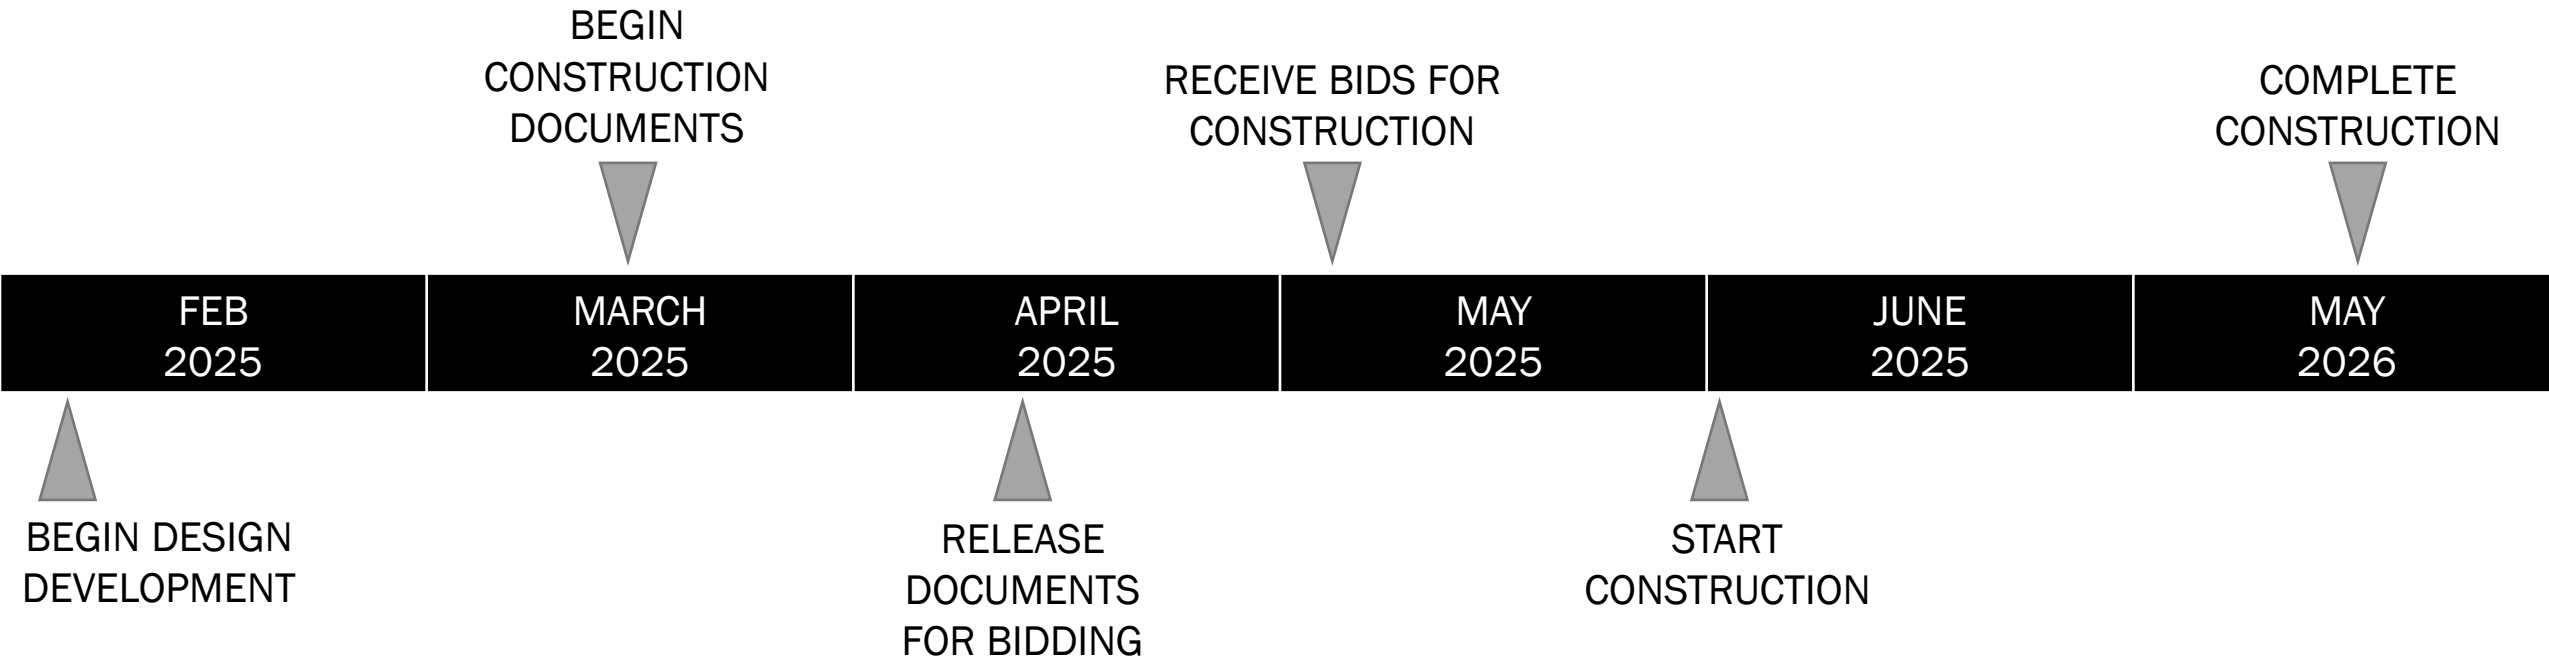 BEGIN
CONSTRUCTION
DOCUMENTS
RECEIVE BIDS FOR
CONSTRUCTION
COMPLETE
CONSTRUCTION
FEB
2025
MARCH
2025
APRIL
2025
MAY
2025
JUNE
2025
MAY
2026
BEGIN DESIGN
DEVELOPMENT
RELEASE
DOCUMENTS
FOR BIDDING
START
CONSTRUCTION